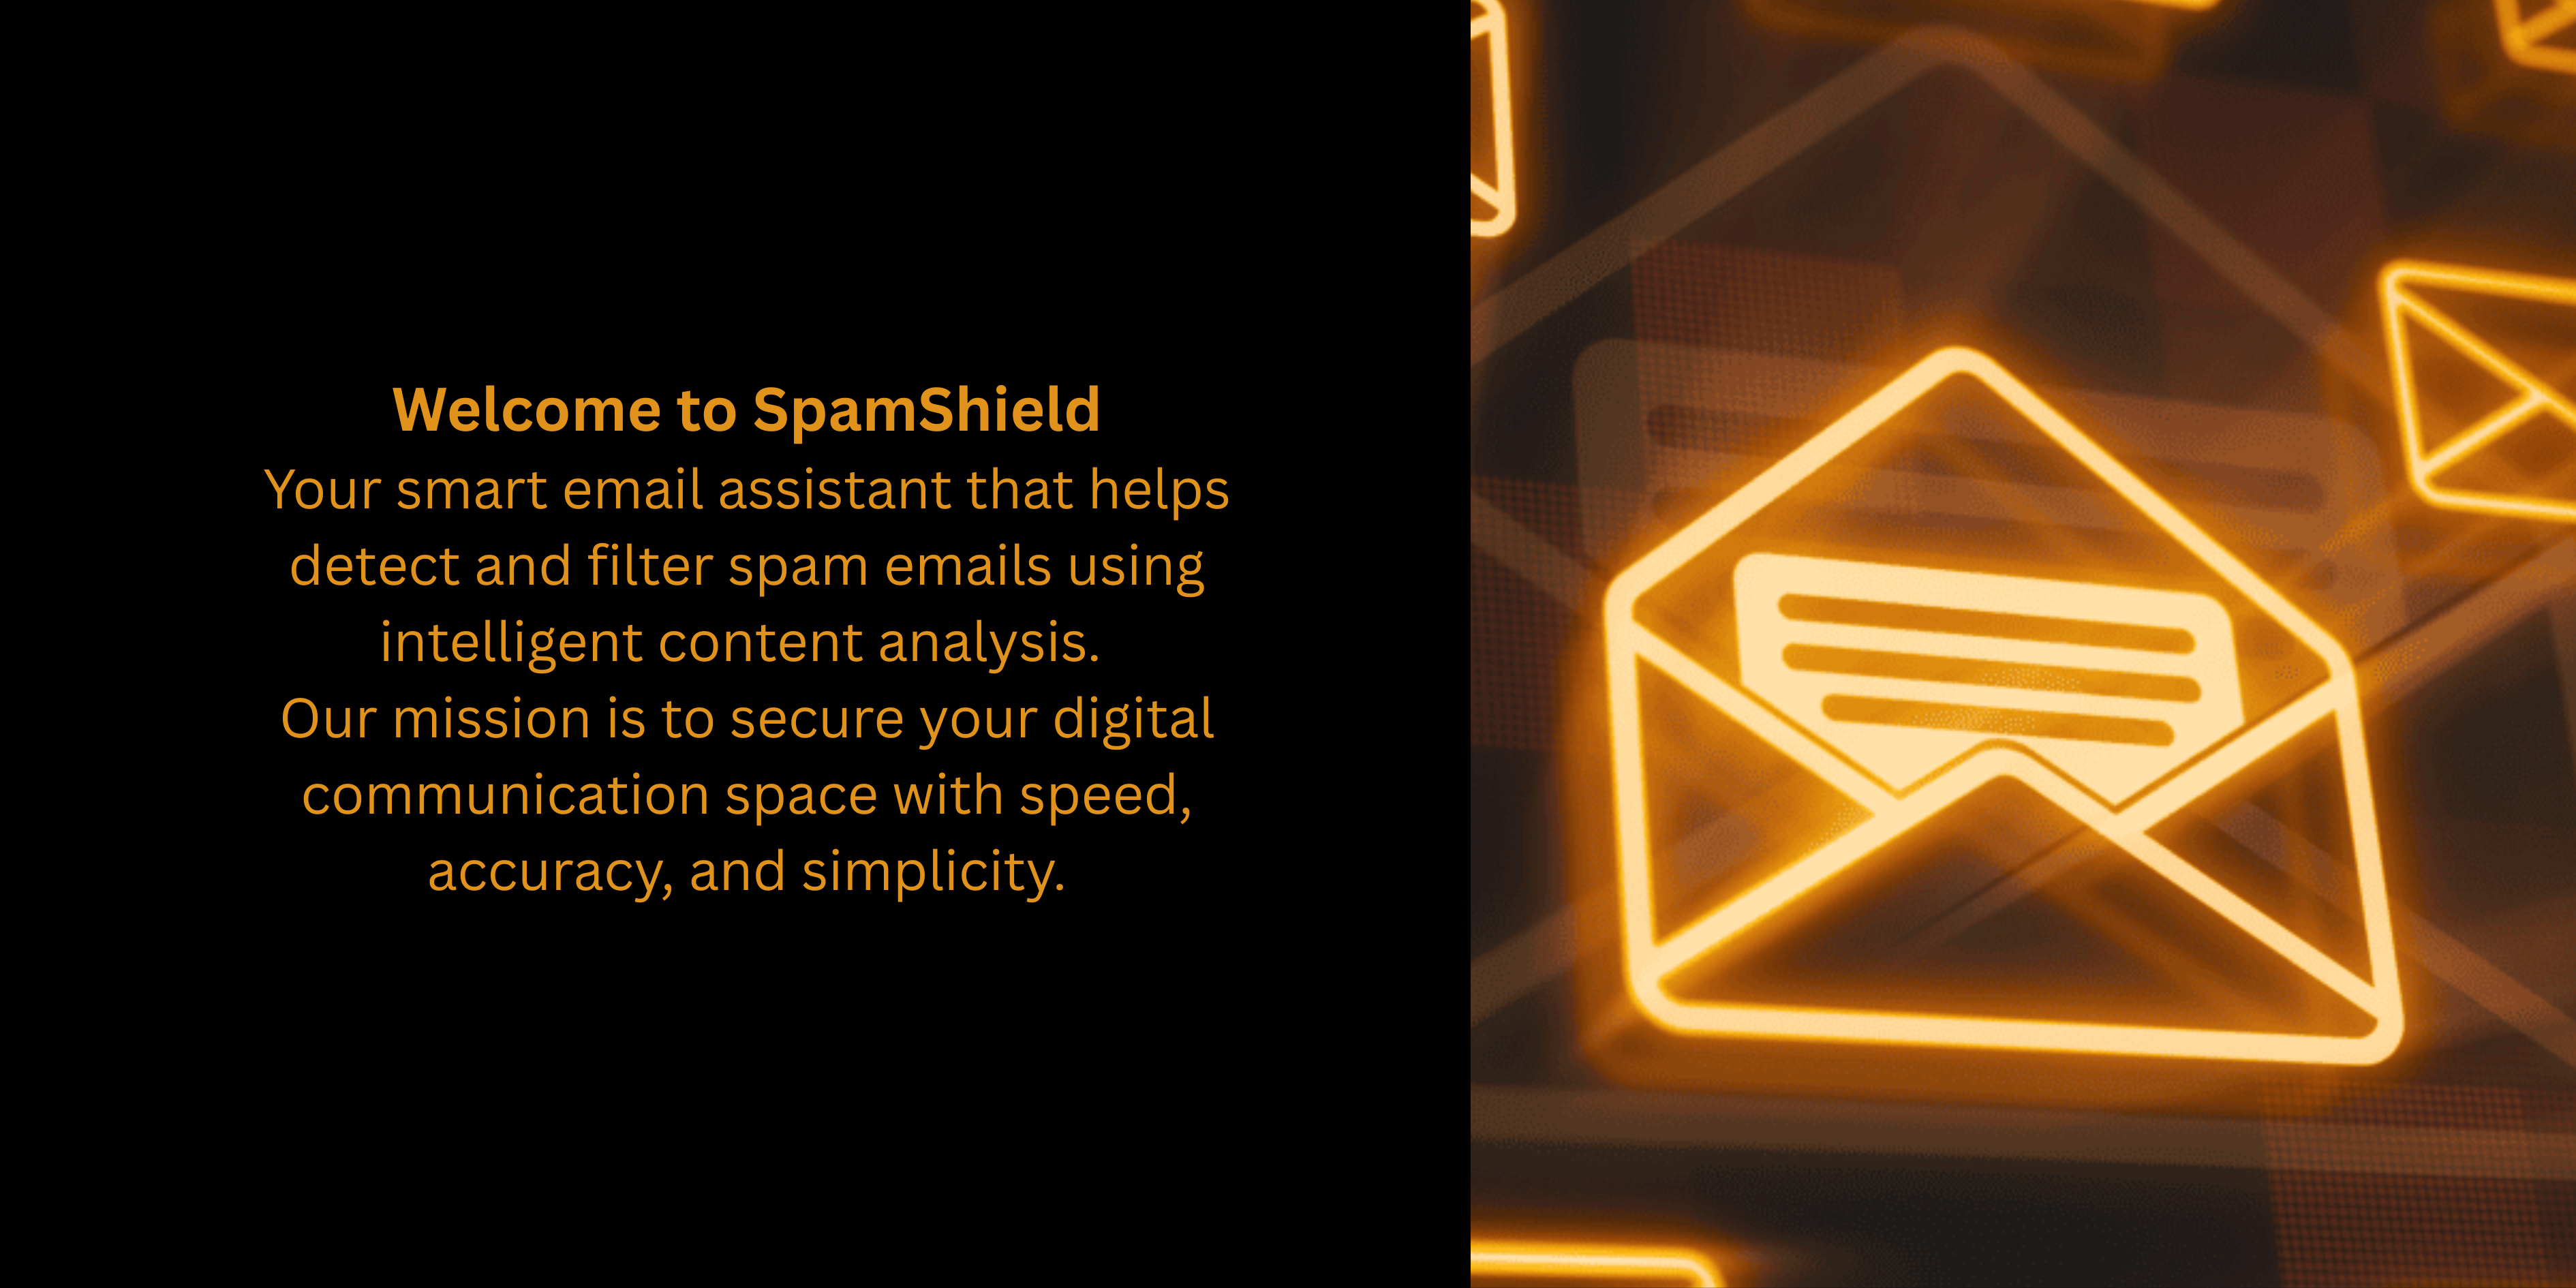 Welcome to SpamShield
Your smart email assistant that helps
detect and filter spam emails using
intelligent content analysis.
Our mission is to secure your digital
communication space with speed,
accuracy, and simplicity.